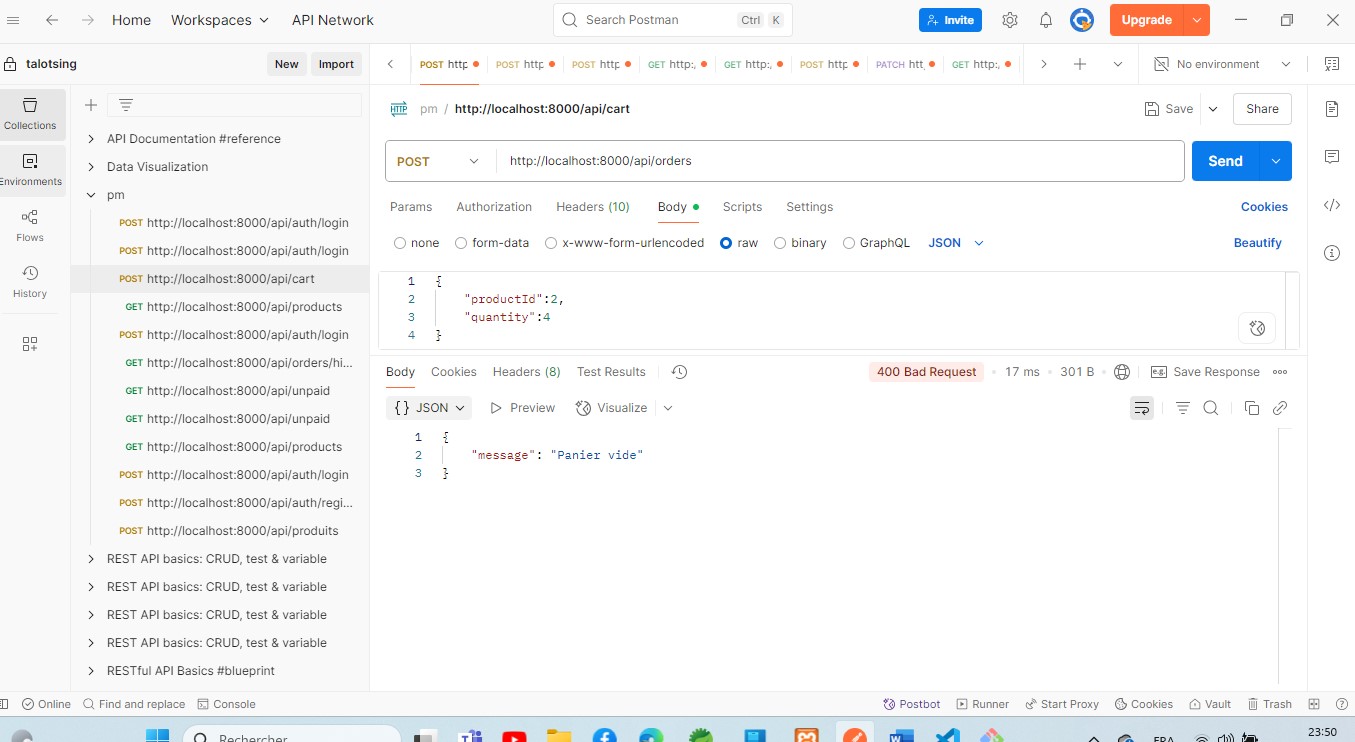 Home Workspaces API Network Search Postman Ctrl K Invite Upgrade
talotsing New Import POST http POST http POST http GET http:, GET http:, POST http PATCH htt, GET http:, No environment
Collections
Environments
Flows
History
API Documentation #reference
Data Visualization
pm
POST http://localhost:8000/api/auth/login
POST http://localhost:8000/api/auth/login
POST http://localhost:8000/api/cart
GET http://localhost:8000/api/products
POST http://localhost:8000/api/auth/login
GET http://localhost:8000/api/orders/hi...
GET http://localhost:8000/api/unpaid
GET http://localhost:8000/api/unpaid
GET http://localhost:8000/api/products
POST http://localhost:8000/api/auth/login
POST http://localhost:8000/api/auth/regi...
POST http://localhost:8000/api/produits
REST API basics: CRUD, test & variable
REST API basics: CRUD, test & variable
REST API basics: CRUD, test & variable
REST API basics: CRUD, test & variable
RESTful API Basics #blueprint
HTTP pm / http://localhost:8000/api/cart Save Share
POST http://localhost:8000/api/orders Send
Params Authorization Headers (10) Body Scripts Settings Cookies
none form-data x-www-form-urlencoded raw binary GraphQL JSON Beautify
1 {
2 "productId":2,
3 "quantity":4
4 }
Body Cookies Headers (8) Test Results 400 Bad Request 17 ms 301 B e.g. Save Response
{} JSON Preview Visualize
1 {
2 "message": "Panier vide"
3 }
Online Find and replace Console Postbot Runner Start Proxy Cookies Vault Trash
Rechercher FRA 23:50